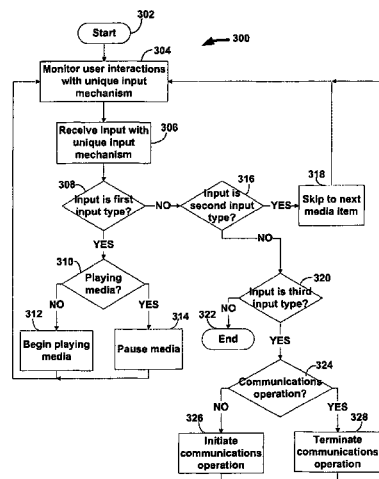 302
Start
300
304
Monitor user interactions
with unique input
mechanism
306
Receive input with
unique input
mechanism
308
Input is first
input type?
NO
316
Input is
second input
type?
YES
318
Skip to next
media item
YES
NO
310
Playing
media?
320
Input is third
input type?
NO
YES
NO
322
End
YES
312
Begin playing
media
314
Pause media
324
Communications
operation?
NO
YES
326
Initiate
communications
operation
328
Terminate
communications
operation